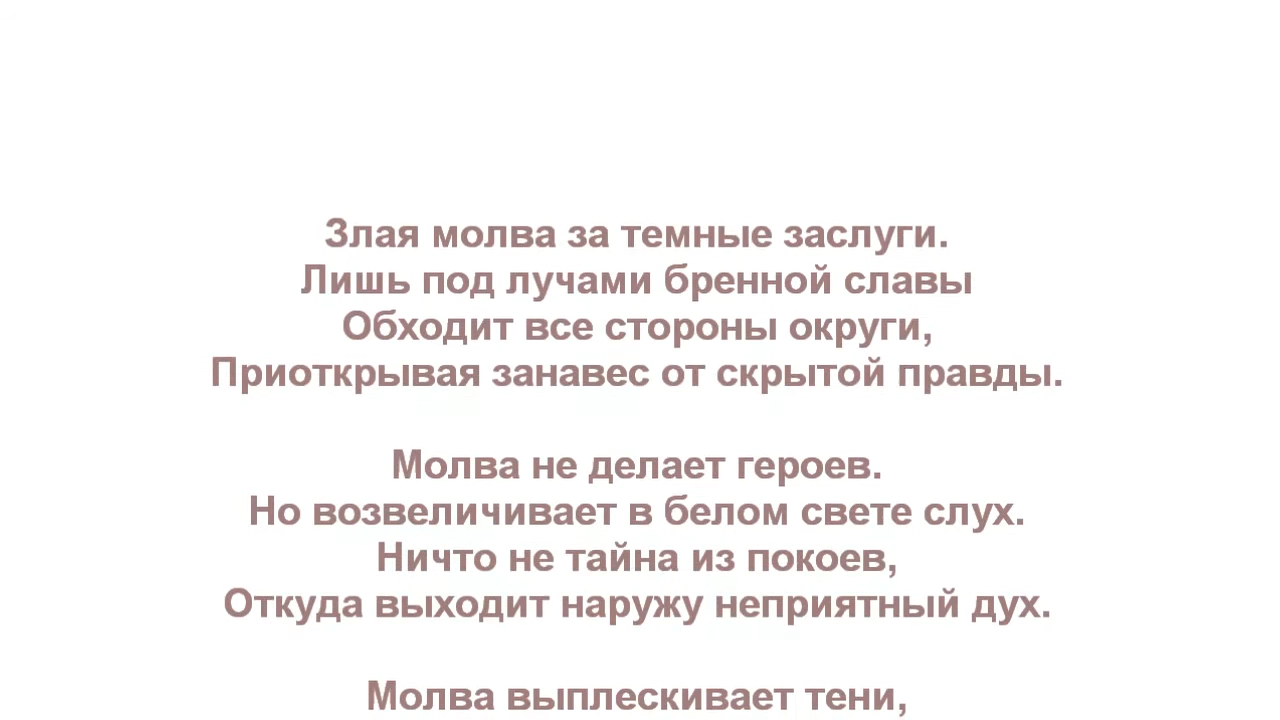 Злая молва за темные заслуги.
Лишь под лучами бренной славы
Обходит все стороны округи,
Приоткрывая занавес от скрытой правды.
Молва не делает героев.
Но возвеличивает в белом свете слух.
Ничто не тайна из покоев,
Откуда выходит наружу неприятный дух.
Молва выплескивает тени,